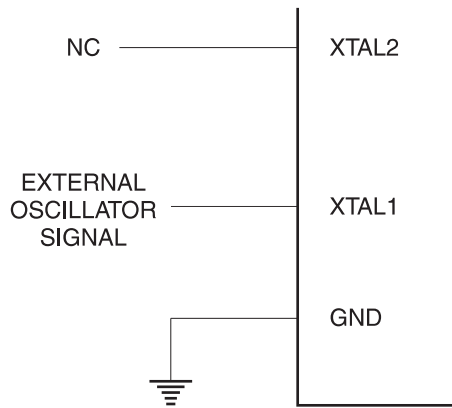 NC XTAL2
EXTERNAL
OSCILLATOR
SIGNAL
XTAL1
GND